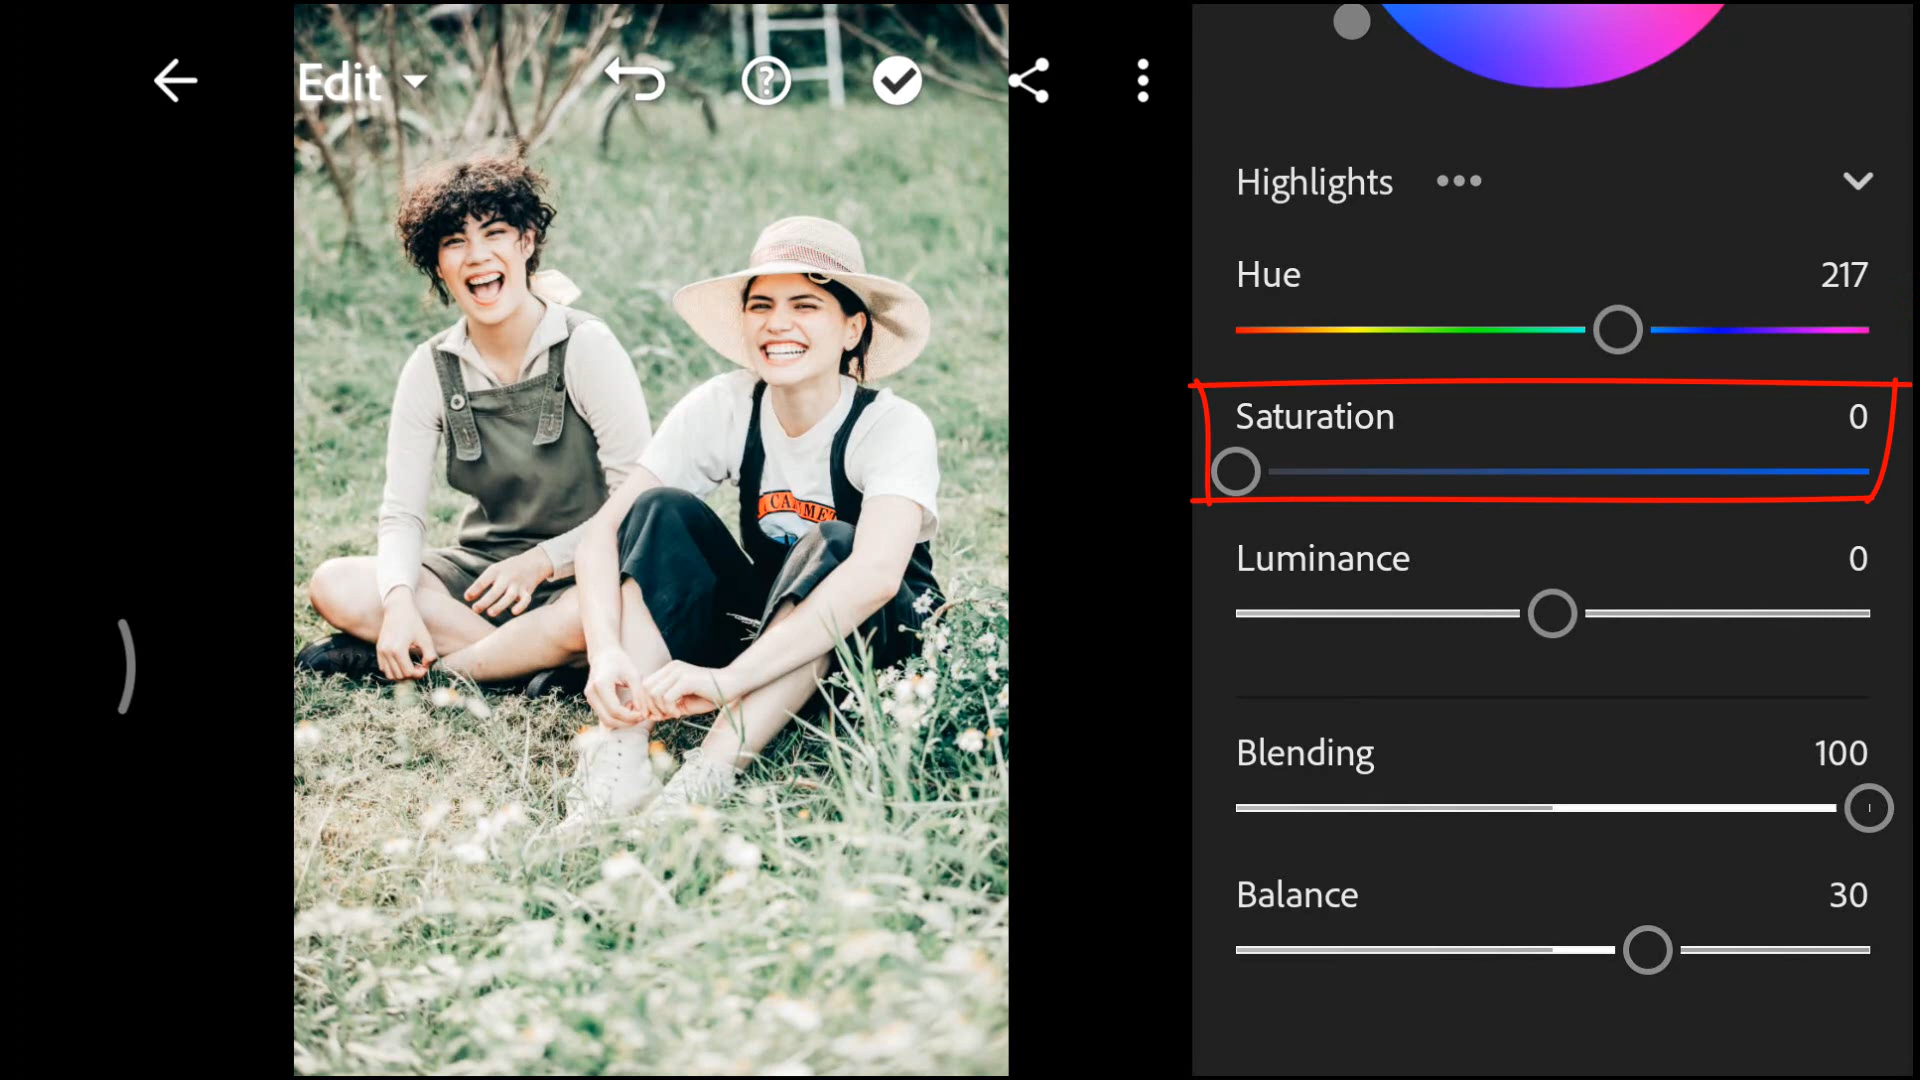 Edit
Highlights
Hue 217
Saturation 0
Luminance 0
Blending 100
Balance 30